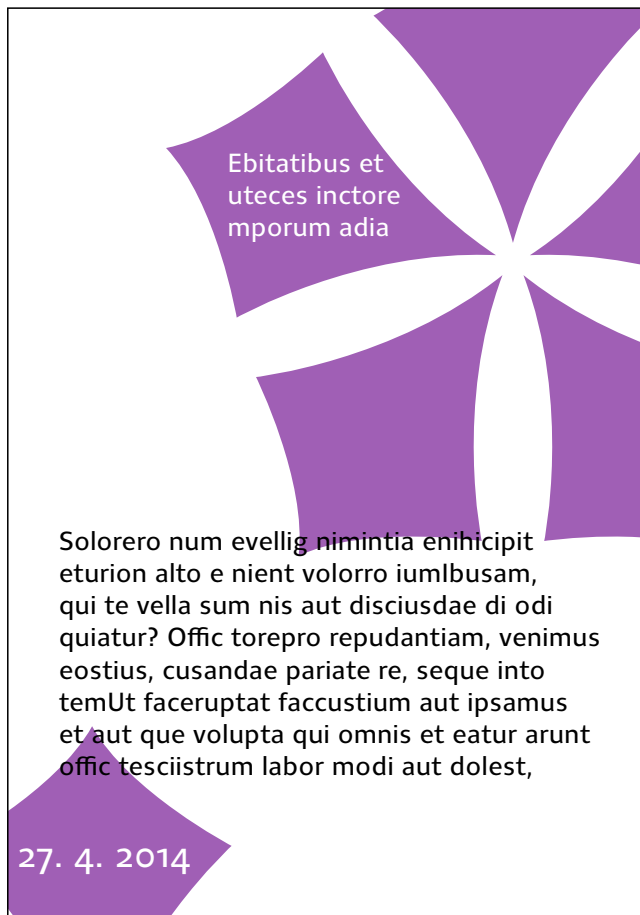 Ebitatibus et
uteces inctore
mporum adia
Solorero num evellig nimintia enihicipit
eturion alto e nient volorro iumIbusam,
qui te vella sum nis aut disciusdae di odi
quiatur? Offic torepro repudantiam, venimus
eostius, cusandae pariate re, seque into
temUt faceruptat faccustium aut ipsamus
et aut que volupta qui omnis et eatur arunt
offic tesciistrum labor modi aut dolest,
27. 4. 2014